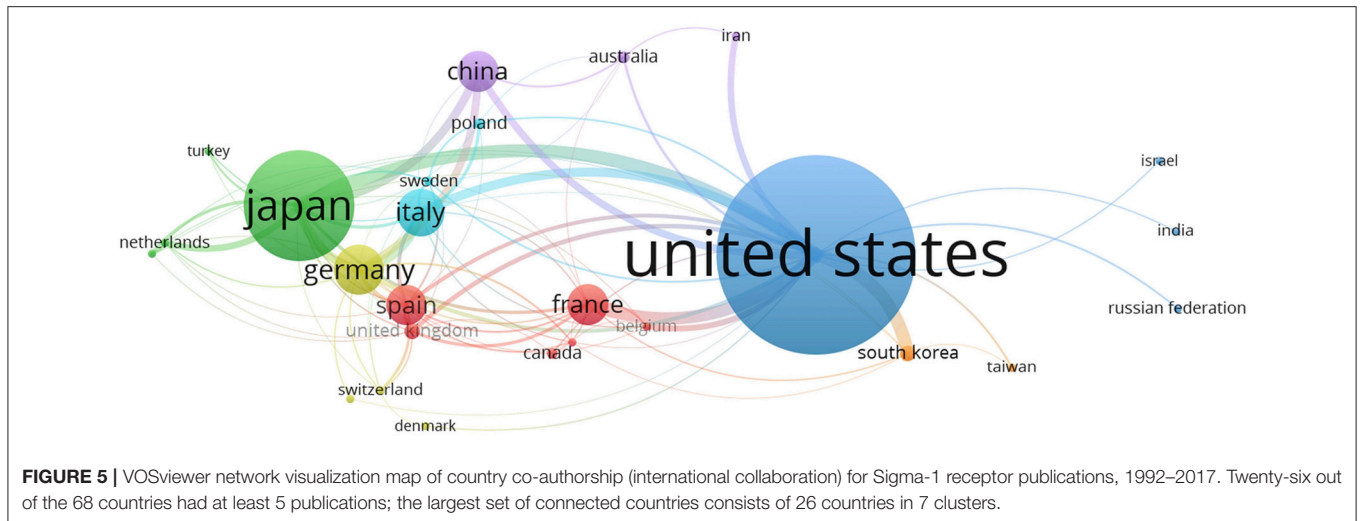 iran
australia
china
poland
turkey
israel
sweden
japan
italy
india
netherlands
united states
germany
spain
france
russian federation
united kingdom
belgium
canada
south korea
taiwan
switzerland
denmark
FIGURE 5 | VOSviewer network visualization map of country co-authorship (international collaboration) for Sigma-1 receptor publications, 1992–2017. Twenty-six out
of the 68 countries had at least 5 publications; the largest set of connected countries consists of 26 countries in 7 clusters.